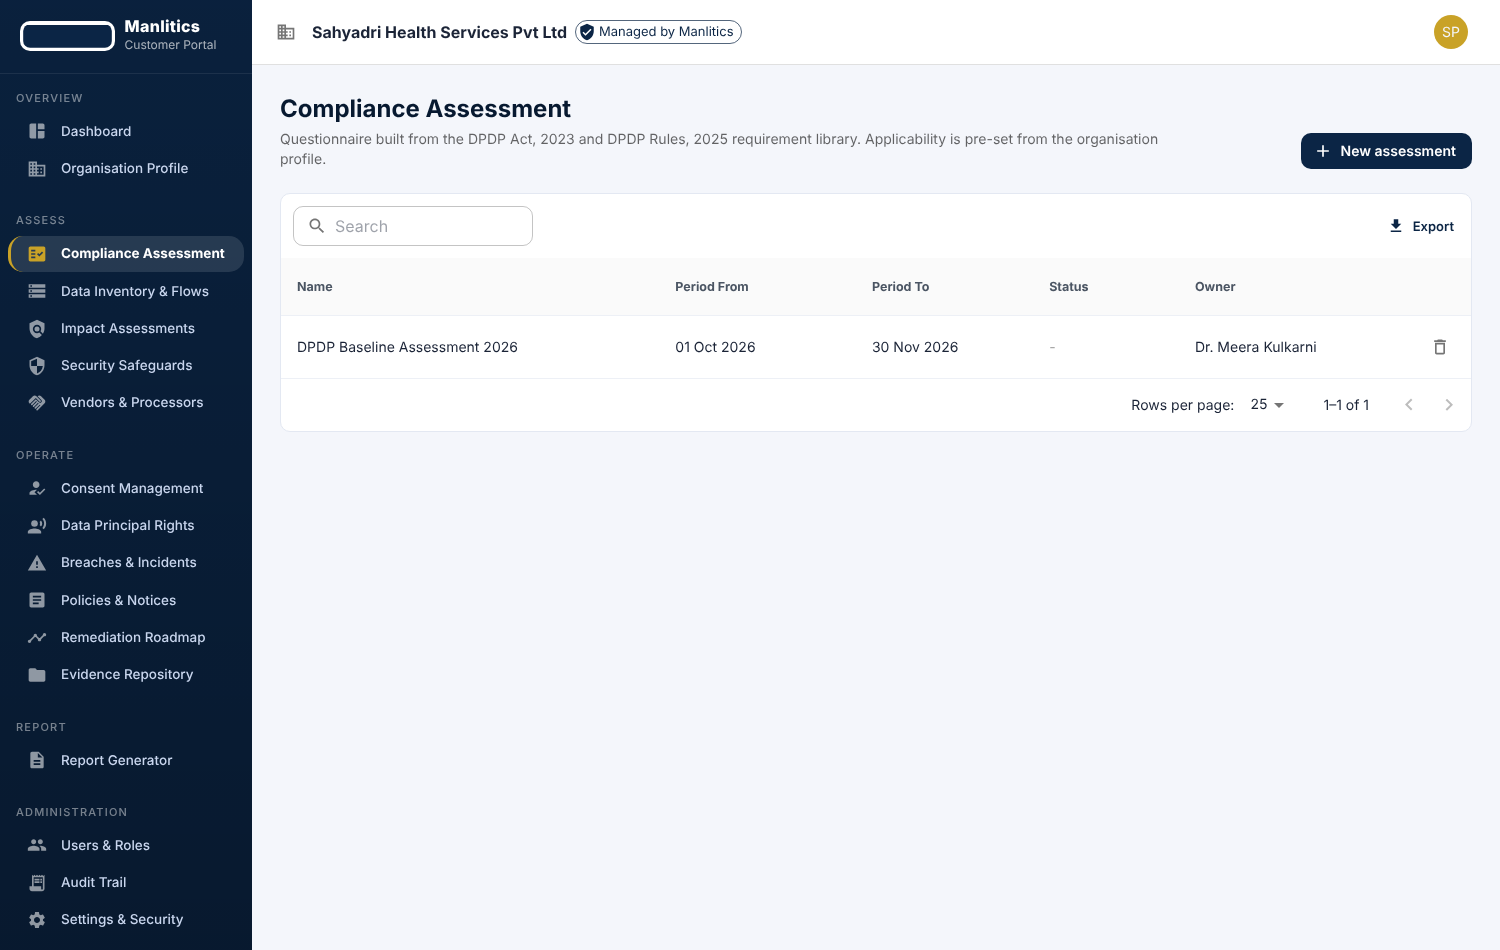 Manlitics
Customer Portal
OVERVIEW
Dashboard
Organisation Profile
ASSESS
Compliance Assessment
Data Inventory & Flows
Impact Assessments
Security Safeguards
Vendors & Processors
OPERATE
Consent Management
Data Principal Rights
Breaches & Incidents
Policies & Notices
Remediation Roadmap
Evidence Repository
REPORT
Report Generator
ADMINISTRATION
Users & Roles
Audit Trail
Settings & Security
Sahyadri Health Services Pvt Ltd Managed by Manlitics
SP
Compliance Assessment
Questionnaire built from the DPDP Act, 2023 and DPDP Rules, 2025 requirement library. Applicability is pre-set from the organisation
profile.
New assessment
Search
Export
Name Period From Period To Status Owner
DPDP Baseline Assessment 2026 01 Oct 2026 30 Nov 2026 - Dr. Meera Kulkarni
Rows per page: 25 1–1 of 1